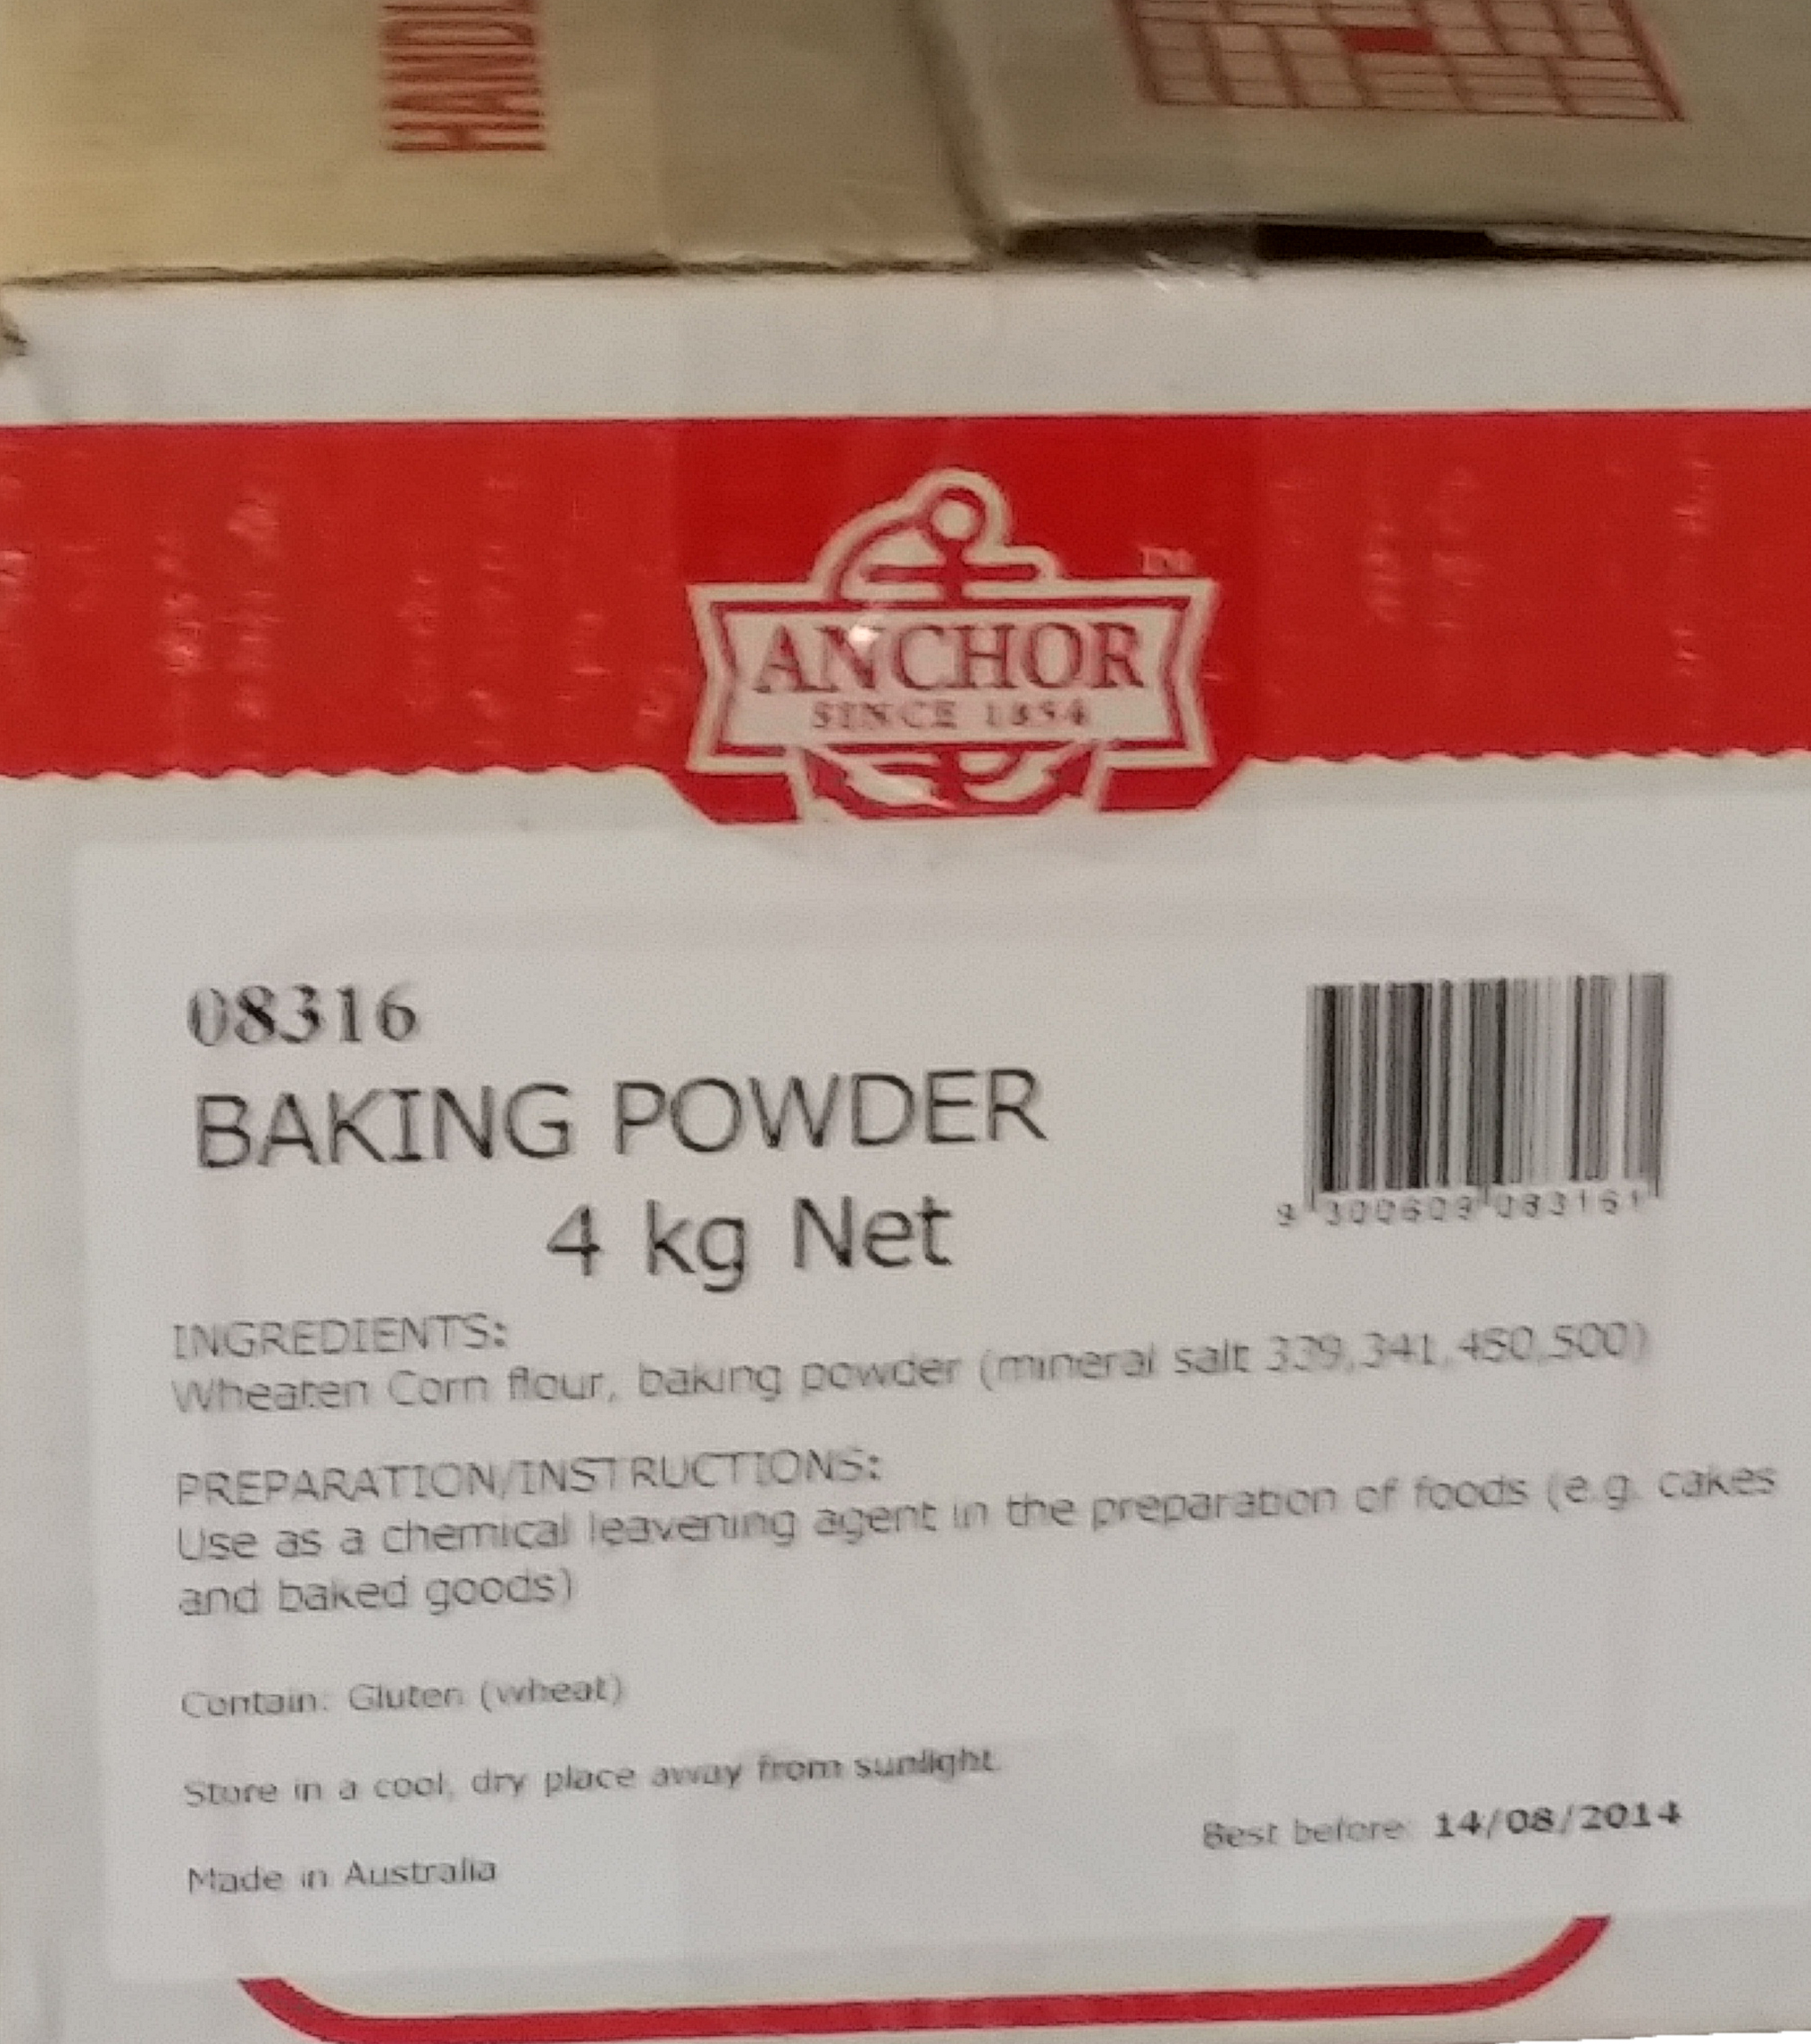 HAND
TM
ANCHOR
SINCE 1854
08316
BAKING POWDER
4 kg Net
9 300609 083161
INGREDIENTS:
Wheaten Corn flour, baking powder (mineral salt 339,341,450,500)
PREPARATION/INSTRUCTIONS:
Use as a chemical leavening agent in the preparation of foods (e.g. cakes
and baked goods)
Contain: Gluten (wheat)
Store in a cool, dry place away from sunlight.
Best before: 14/08/2014
Made in Australia